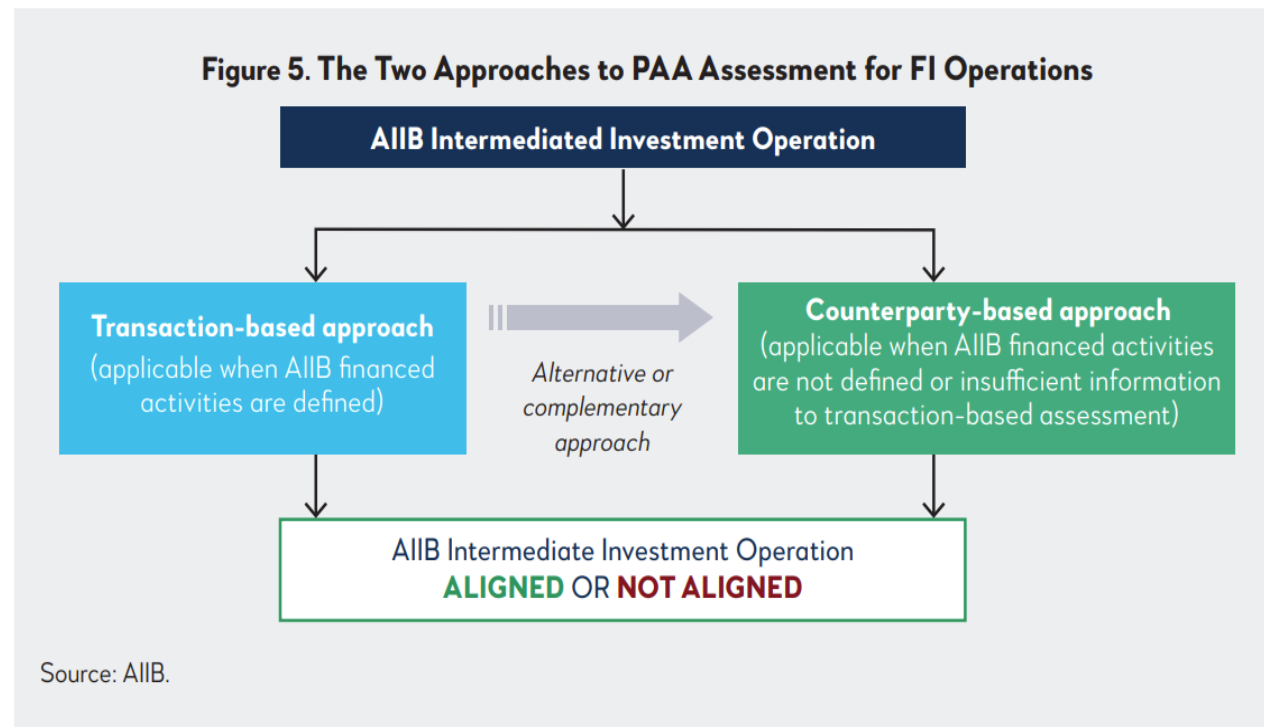 Figure 5. The Two Approaches to PAA Assessment for FI Operations
AIIB Intermediated Investment Operation
Transaction-based approach
(applicable when AIIB financed
activities are defined)
Alternative or
complementary
approach
Counterparty-based approach
(applicable when AIIB financed activities
are not defined or insufficient information
to transaction-based assessment)
AIIB Intermediate Investment Operation
ALIGNED OR NOT ALIGNED
Source: AIIB.